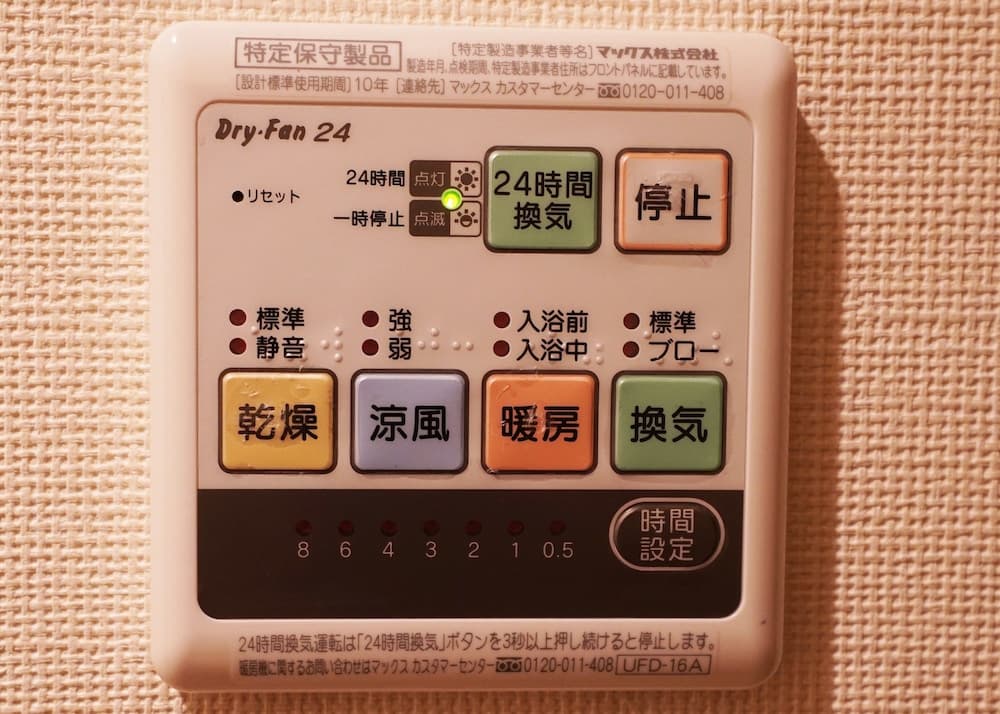 特定保守製品
[特定製造事業者等名] マックス株式会社
製造年月、点検期間、特定製造事業者住所はフロントパネルに記載しています。
[設計標準使用期間] 10年 [連絡先] マックス カスタマーセンター 0120-011-408
Dry・Fan 24
●リセット
24時間 点灯
一時停止 点滅
24時間
換気
停止
標準
静音
強
弱
入浴前
入浴中
標準
ブロー
乾燥
涼風
暖房
換気
8 6 4 3 2 1 0.5
時間
設定
24時間換気運転は「24時間換気」ボタンを3秒以上押し続けると停止します。
暖房機に関するお問い合わせはマックス カスタマーセンター 0120-011-408 UFD-16A